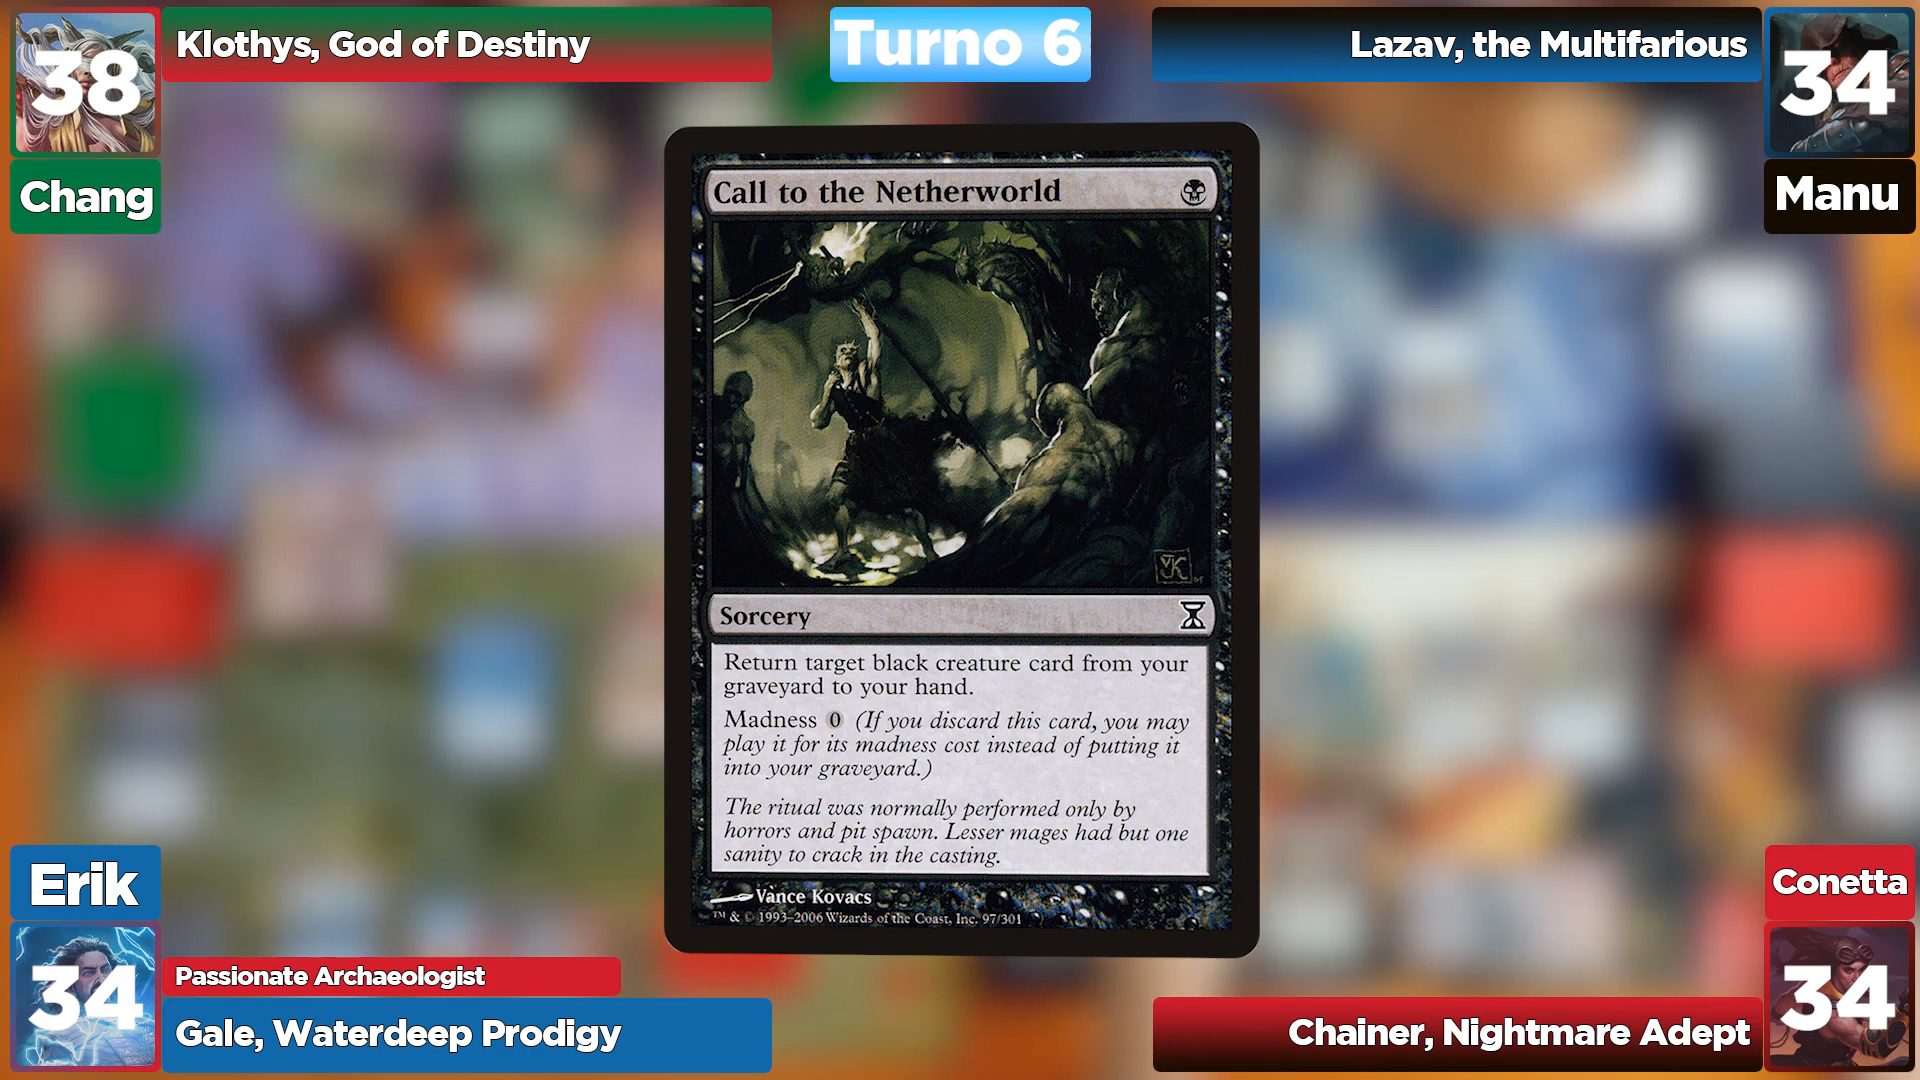 38
Klothys, God of Destiny
Turno 6
Lazav, the Multifarious
34
Chang
Manu
Call to the Netherworld
VJK
Sorcery
Return target black creature card from your
graveyard to your hand.
Madness 0 (If you discard this card, you may
play it for its madness cost instead of putting it
into your graveyard.)
The ritual was normally performed only by
horrors and pit spawn. Lesser mages had but one
sanity to crack in the casting.
Vance Kovacs
™ & © 1993–2006 Wizards of the Coast, Inc. 97/301
Erik
34
Passionate Archaeologist
Gale, Waterdeep Prodigy
Conetta
34
Chainer, Nightmare Adept